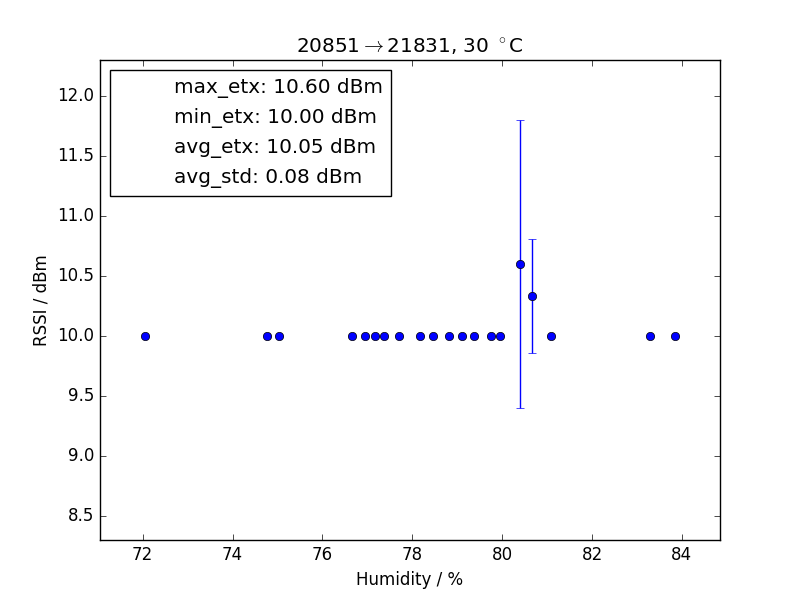 20851→21831, 30 °C
max_etx: 10.60 dBm
min_etx: 10.00 dBm
avg_etx: 10.05 dBm
avg_std: 0.08 dBm
12.0
11.5
11.0
10.5
10.0
9.5
9.0
8.5
RSSI / dBm
72 74 76 78 80 82 84
Humidity / %